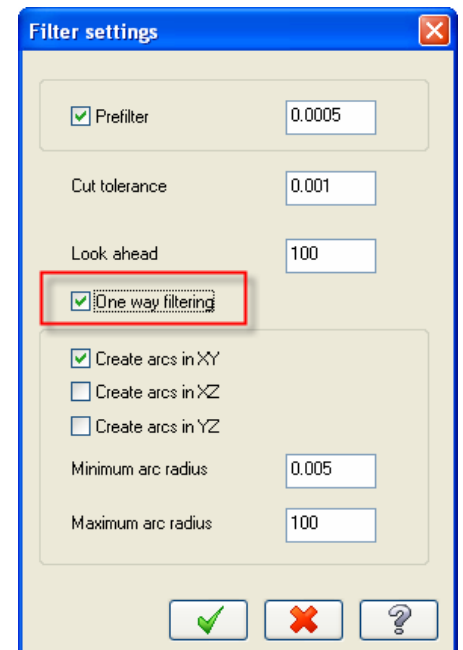 Filter settings
Prefilter 0.0005
Cut tolerance 0.001
Look ahead 100
One way filtering
Create arcs in XY
Create arcs in XZ
Create arcs in YZ
Minimum arc radius 0.005
Maximum arc radius 100